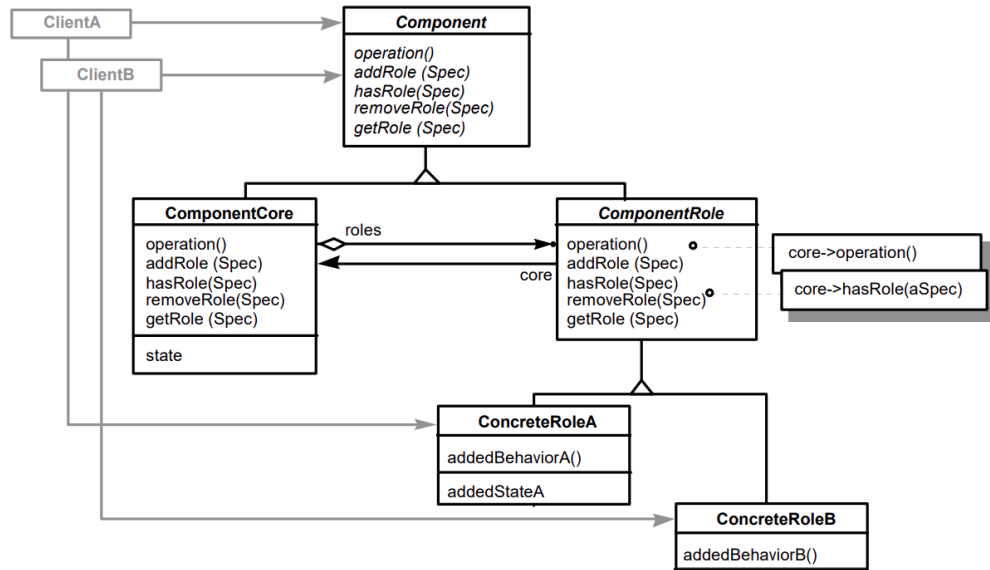 ClientA
ClientB
Component
operation()
addRole (Spec)
hasRole(Spec)
removeRole(Spec)
getRole (Spec)
ComponentCore
operation()
addRole (Spec)
hasRole(Spec)
removeRole(Spec)
getRole (Spec)
state
roles
core
ComponentRole
operation()
addRole (Spec)
hasRole(Spec)
removeRole(Spec)
getRole (Spec)
core->operation()
core->hasRole(aSpec)
ConcreteRoleA
addedBehaviorA()
addedStateA
ConcreteRoleB
addedBehaviorB()